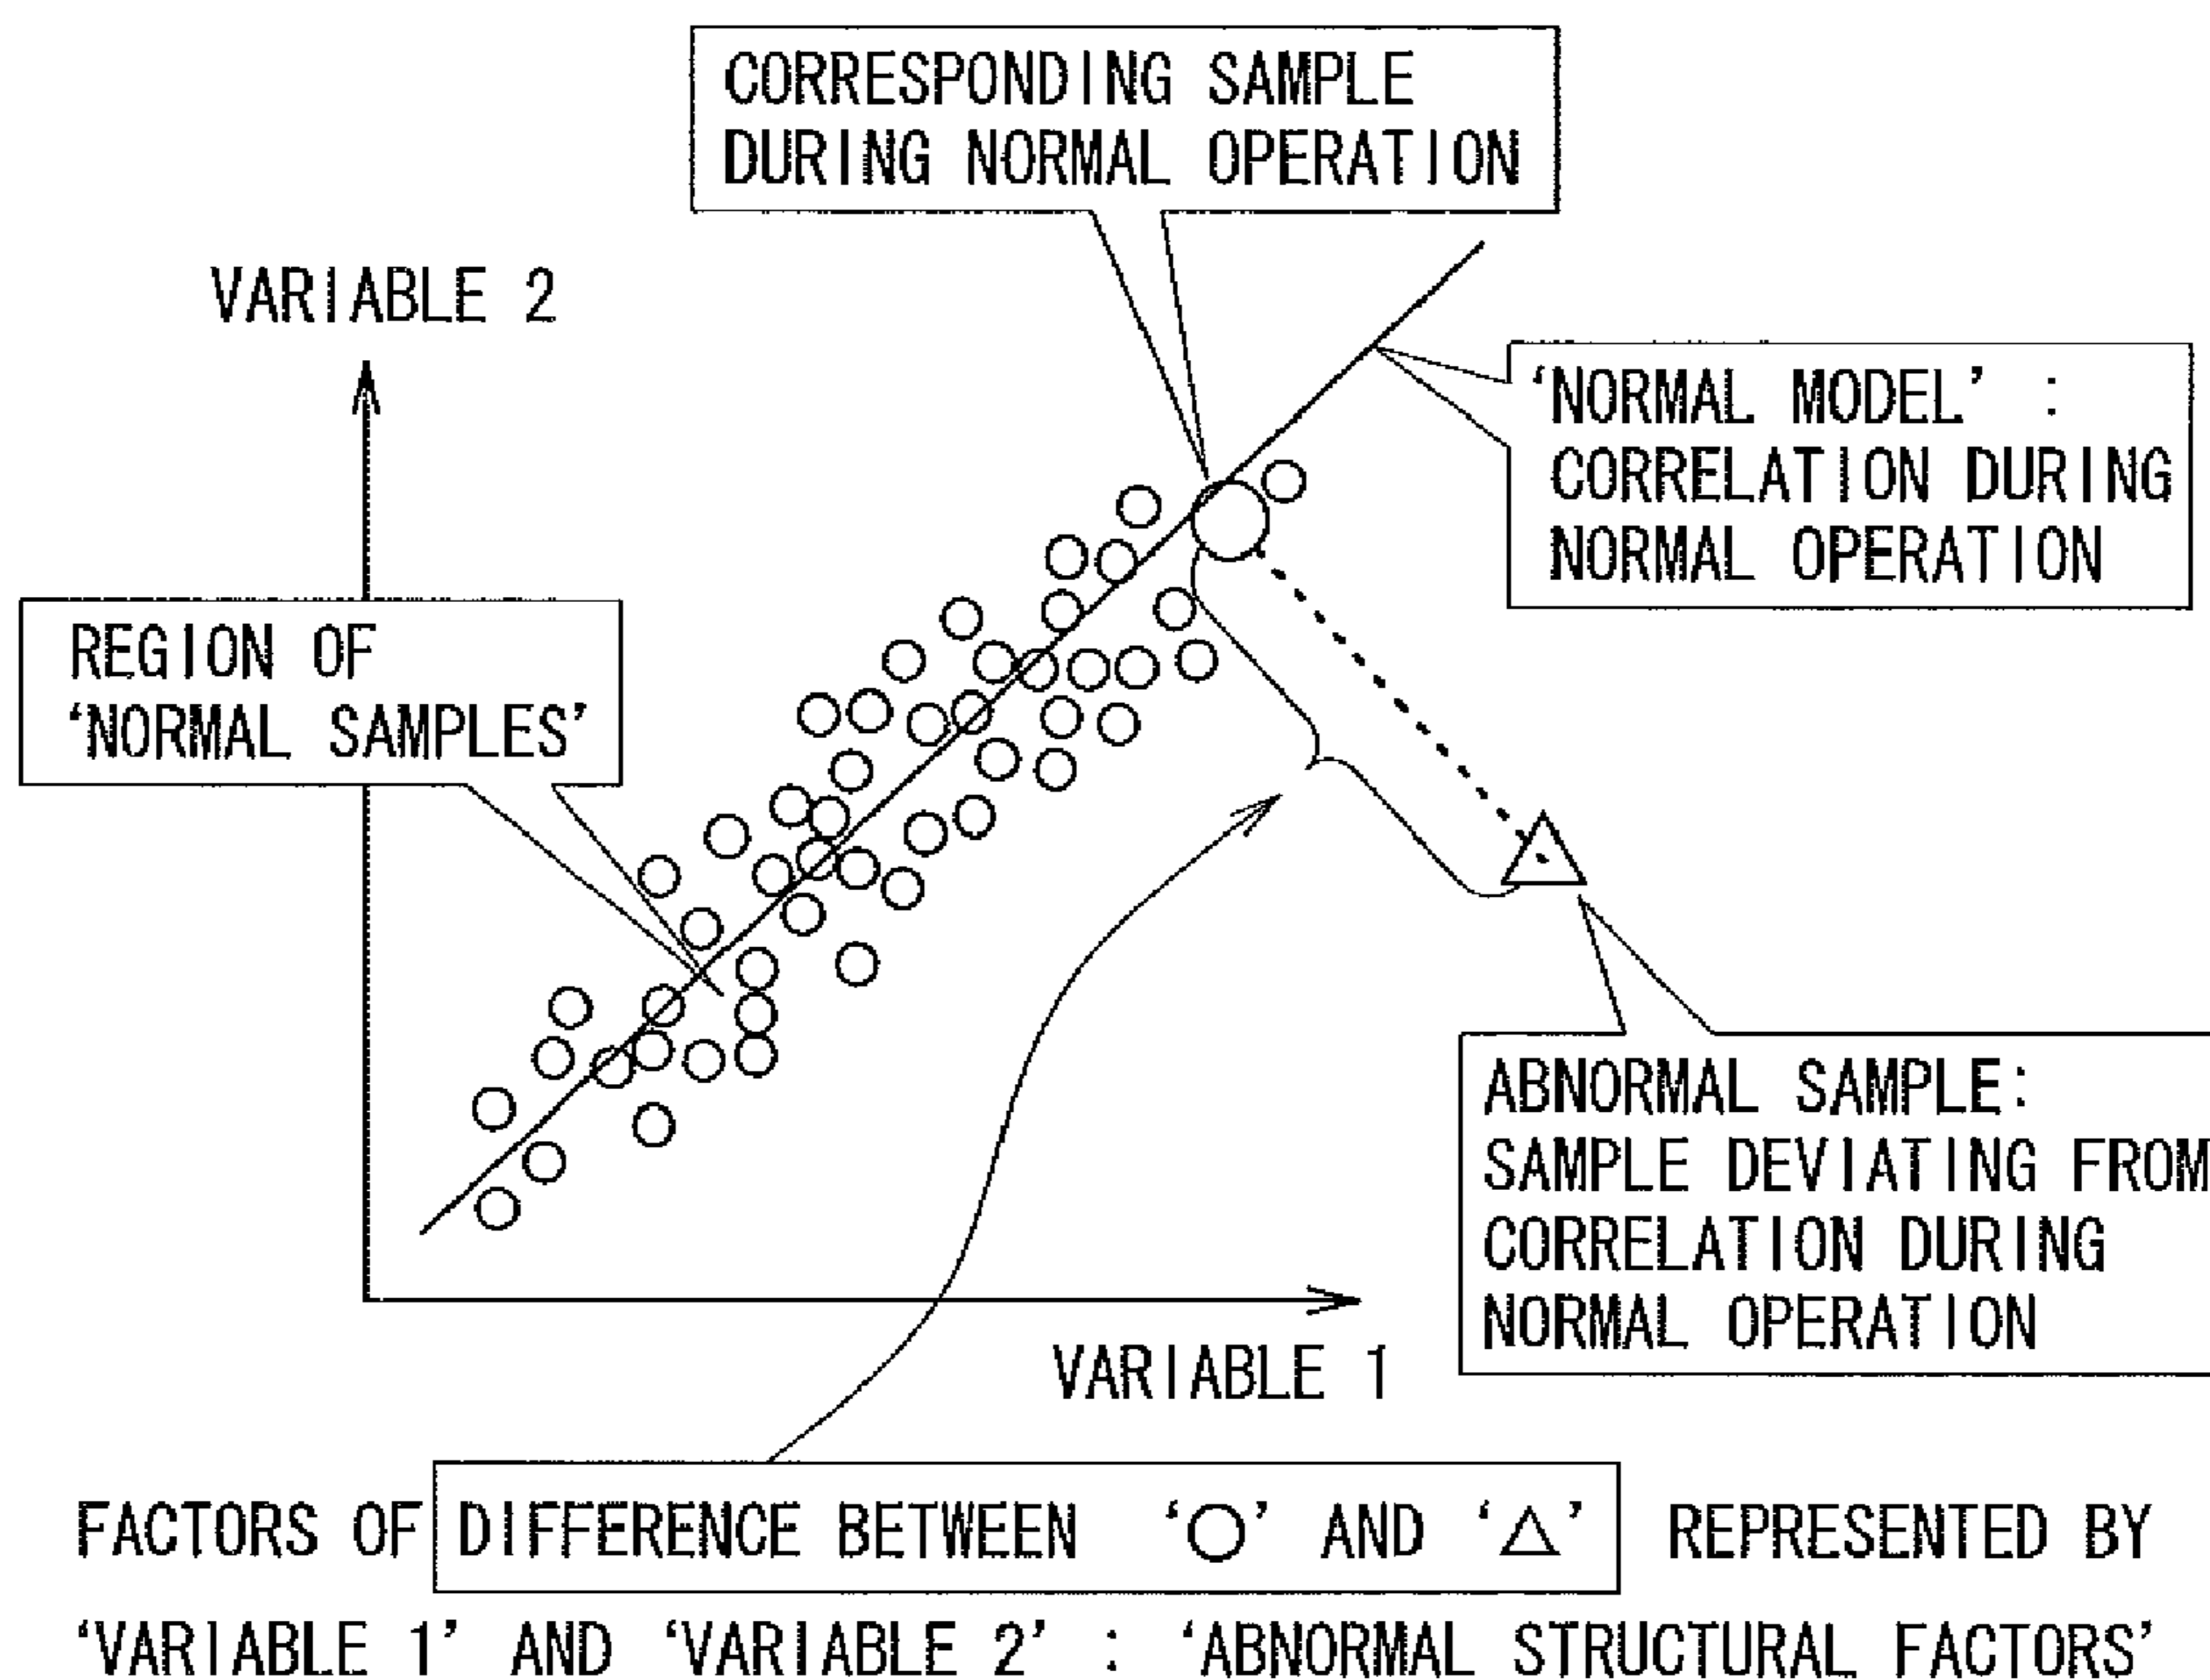 CORRESPONDING SAMPLE
DURING NORMAL OPERATION
VARIABLE 2
‘NORMAL MODEL’ :
CORRELATION DURING
NORMAL OPERATION
REGION OF
‘NORMAL SAMPLES’
ABNORMAL SAMPLE:
SAMPLE DEVIATING FROM
CORRELATION DURING
NORMAL OPERATION
VARIABLE 1
FACTORS OF DIFFERENCE BETWEEN ‘○’ AND ‘△’ REPRESENTED BY
‘VARIABLE 1’ AND ‘VARIABLE 2’ : ‘ABNORMAL STRUCTURAL FACTORS’